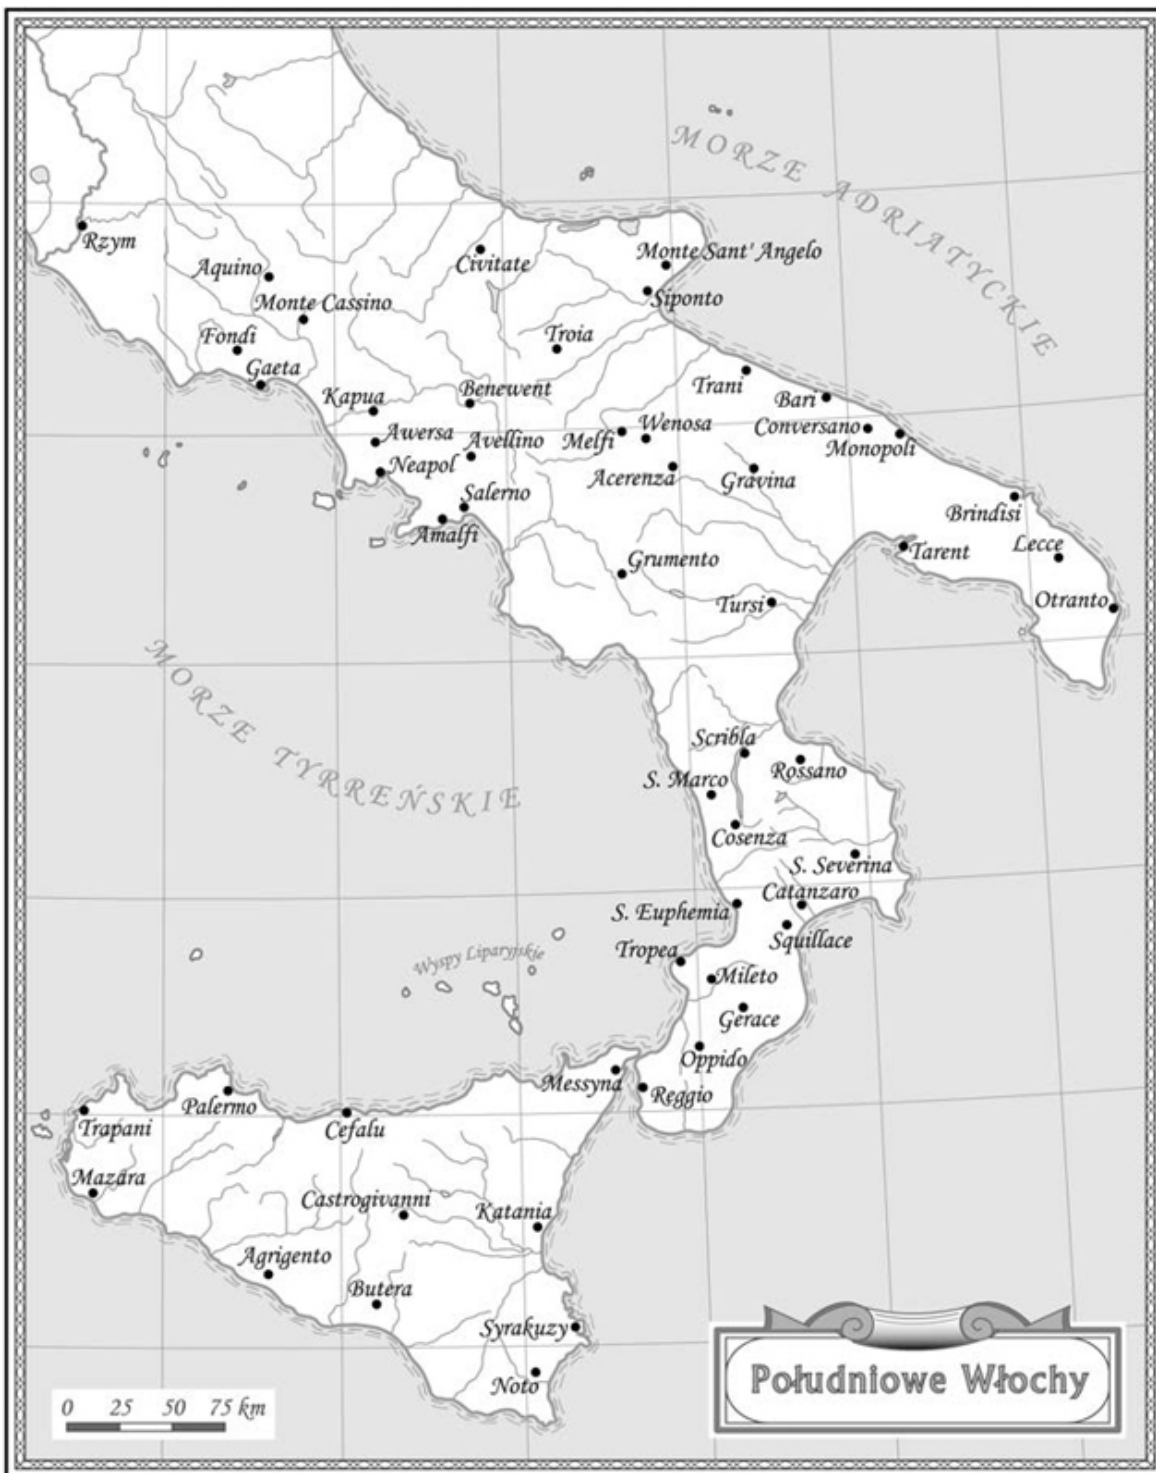 MORZE ADRIATYCKIE
Rzym
Aquino
Civitate
Monte Sant' Angelo
Siponto
Monte Cassino
Fondi
Troia
Gaeta
Trani
Benewent
Kapua
Bari
Awersa
Avellino
Melfi
Wenosa
Conversano
Monopoli
Neapol
Acerenza
Gravina
Salerno
Amalfi
Brindisi
Tarent
Lecce
Grumento
Tursi
Otranto
MORZE TYRREŃSKIE
Scribla
Rossano
S. Marco
Cosenza
S. Severina
Catanzaro
S. Euphemia
Squillace
Tropea
Wyspy Liparyjskie
Mileto
Gerace
Oppido
Messyna
Reggio
Palermo
Trapani
Cefalu
Mazara
Castrogivanni
Katania
Agrigento
Butera
Syrakuzy
Noto
Południowe Włochy
0 25 50 75 km